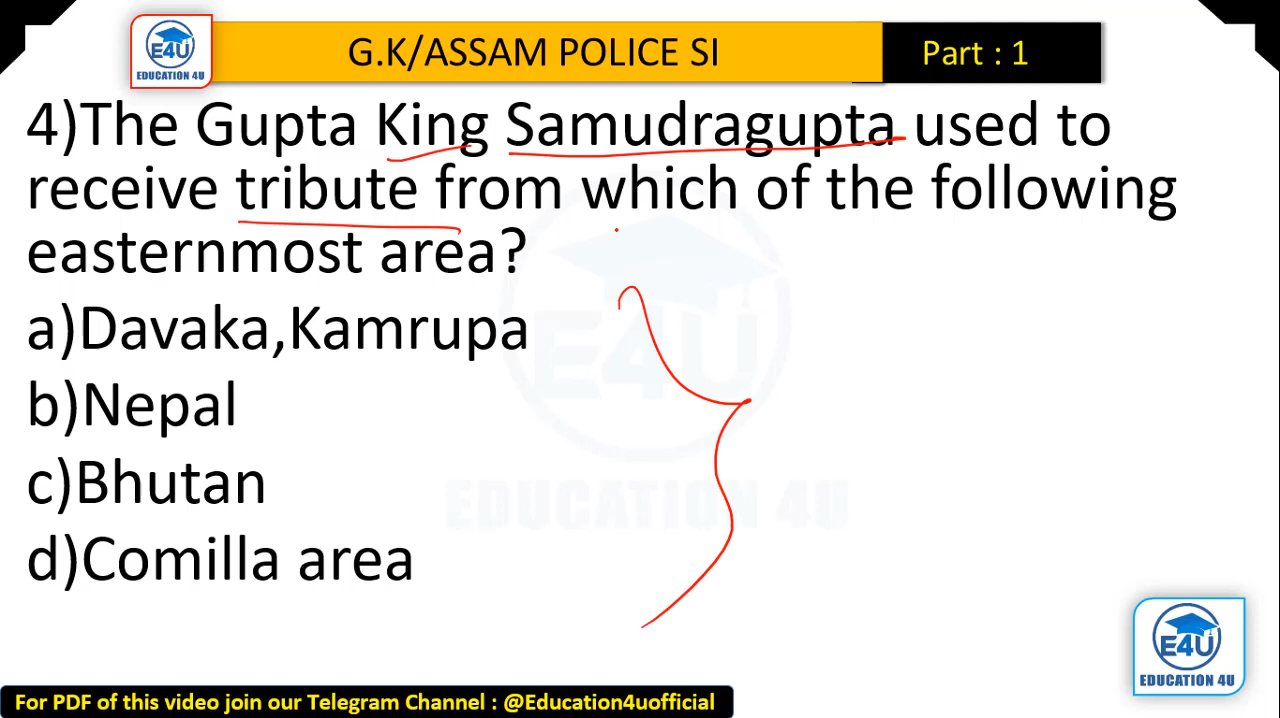 E4U
EDUCATION 4U
G.K/ASSAM POLICE SI
Part : 1
4)The Gupta King Samudragupta used to
receive tribute from which of the following
easternmost area?
a)Davaka,Kamrupa
b)Nepal
c)Bhutan
d)Comilla area
E4U
EDUCATION 4U
E4U
EDUCATION 4U
For PDF of this video join our Telegram Channel : @Education4uofficial